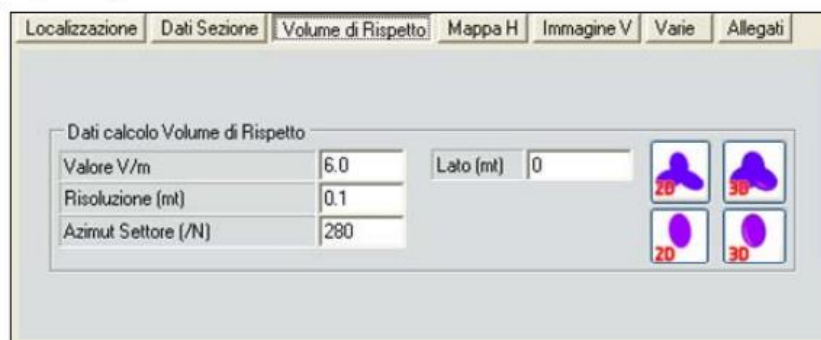 Localizzazione Dati Sezione Volume di Rispetto Mappa H Immagine V Varie Allegati
Dati calcolo Volume di Rispetto
Valore V/m 6.0 Lato (mt) 0
Risoluzione (mt) 0.1
Azimut Settore (/N) 280
2D 3D
2D 3D